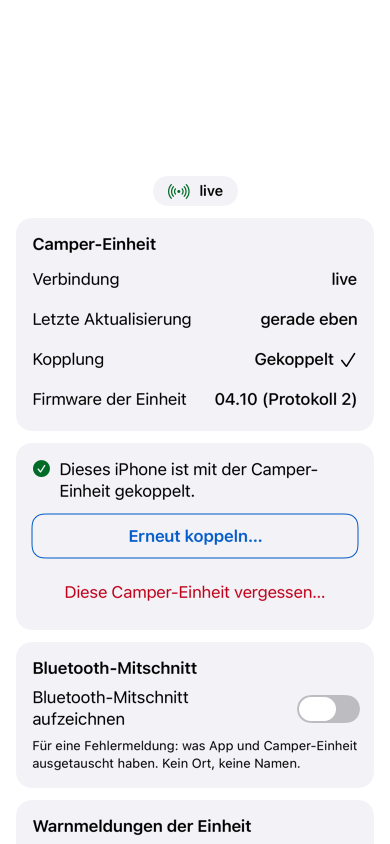 live
Camper-Einheit
Verbindung live
Letzte Aktualisierung gerade eben
Kopplung Gekoppelt ✓
Firmware der Einheit 04.10 (Protokoll 2)
Dieses iPhone ist mit der Camper-
Einheit gekoppelt.
Erneut koppeln...
Diese Camper-Einheit vergessen...
Bluetooth-Mitschnitt
Bluetooth-Mitschnitt
aufzeichnen
Für eine Fehlermeldung: was App und Camper-Einheit
ausgetauscht haben. Kein Ort, keine Namen.
Warnmeldungen der Einheit